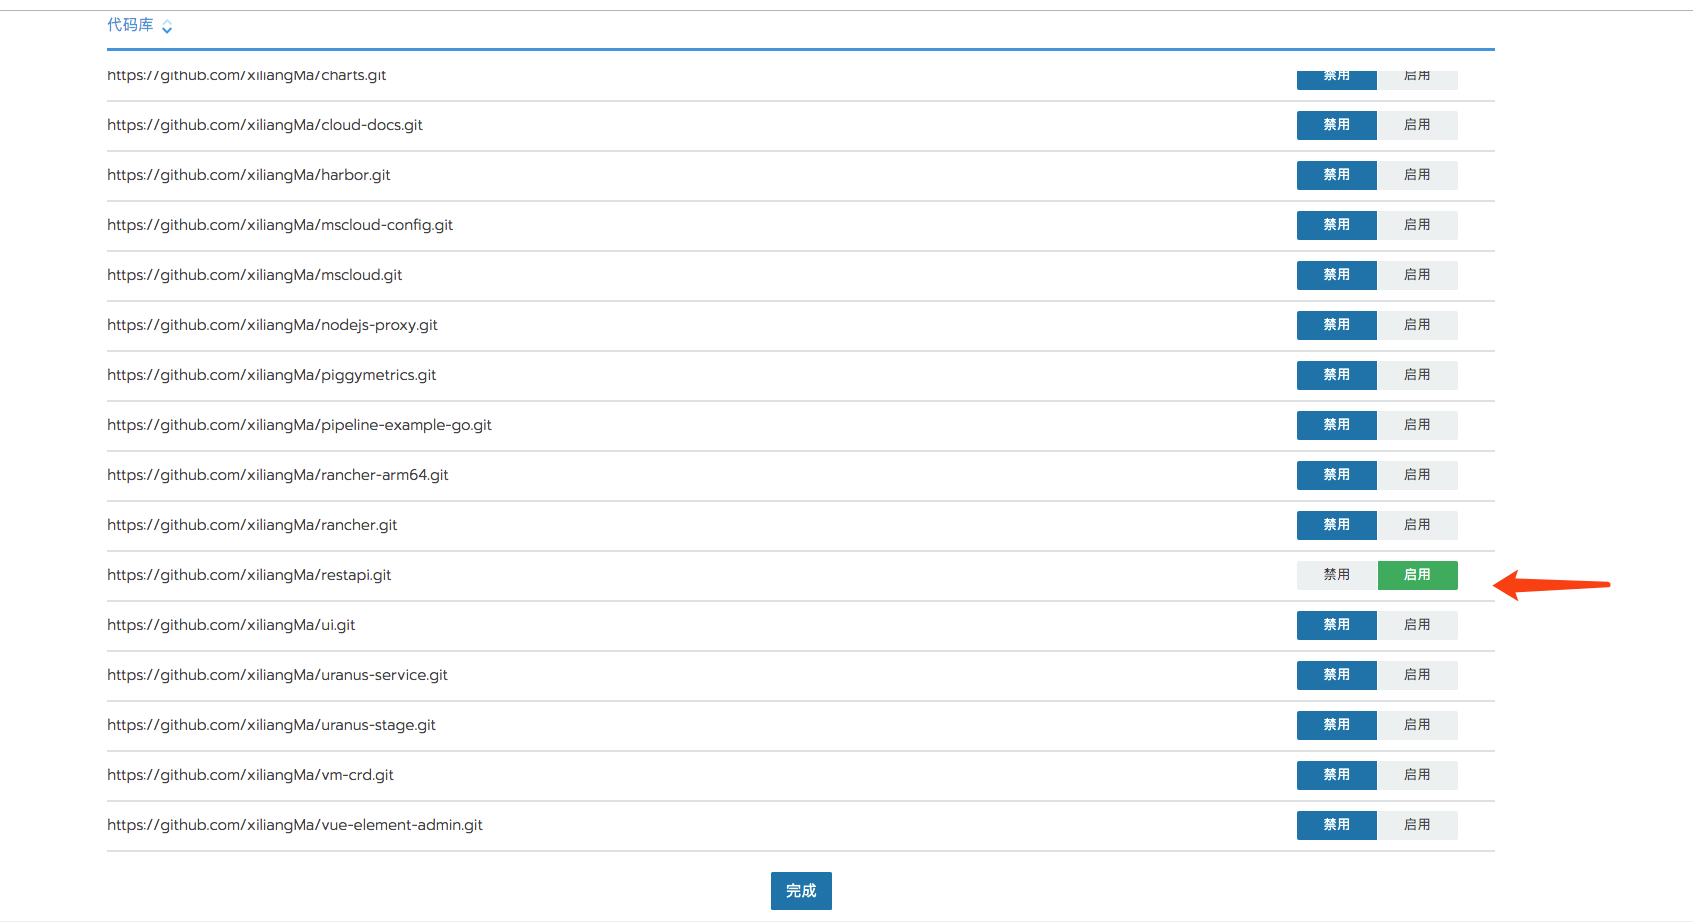 代码库
https://github.com/xiliangMa/charts.git 禁用 启用
https://github.com/xiliangMa/cloud-docs.git 禁用 启用
https://github.com/xiliangMa/harbor.git 禁用 启用
https://github.com/xiliangMa/mscloud-config.git 禁用 启用
https://github.com/xiliangMa/mscloud.git 禁用 启用
https://github.com/xiliangMa/nodejs-proxy.git 禁用 启用
https://github.com/xiliangMa/piggymetrics.git 禁用 启用
https://github.com/xiliangMa/pipeline-example-go.git 禁用 启用
https://github.com/xiliangMa/rancher-arm64.git 禁用 启用
https://github.com/xiliangMa/rancher.git 禁用 启用
https://github.com/xiliangMa/restapi.git 禁用 启用
https://github.com/xiliangMa/ui.git 禁用 启用
https://github.com/xiliangMa/uranus-service.git 禁用 启用
https://github.com/xiliangMa/uranus-stage.git 禁用 启用
https://github.com/xiliangMa/vm-crd.git 禁用 启用
https://github.com/xiliangMa/vue-element-admin.git 禁用 启用
完成